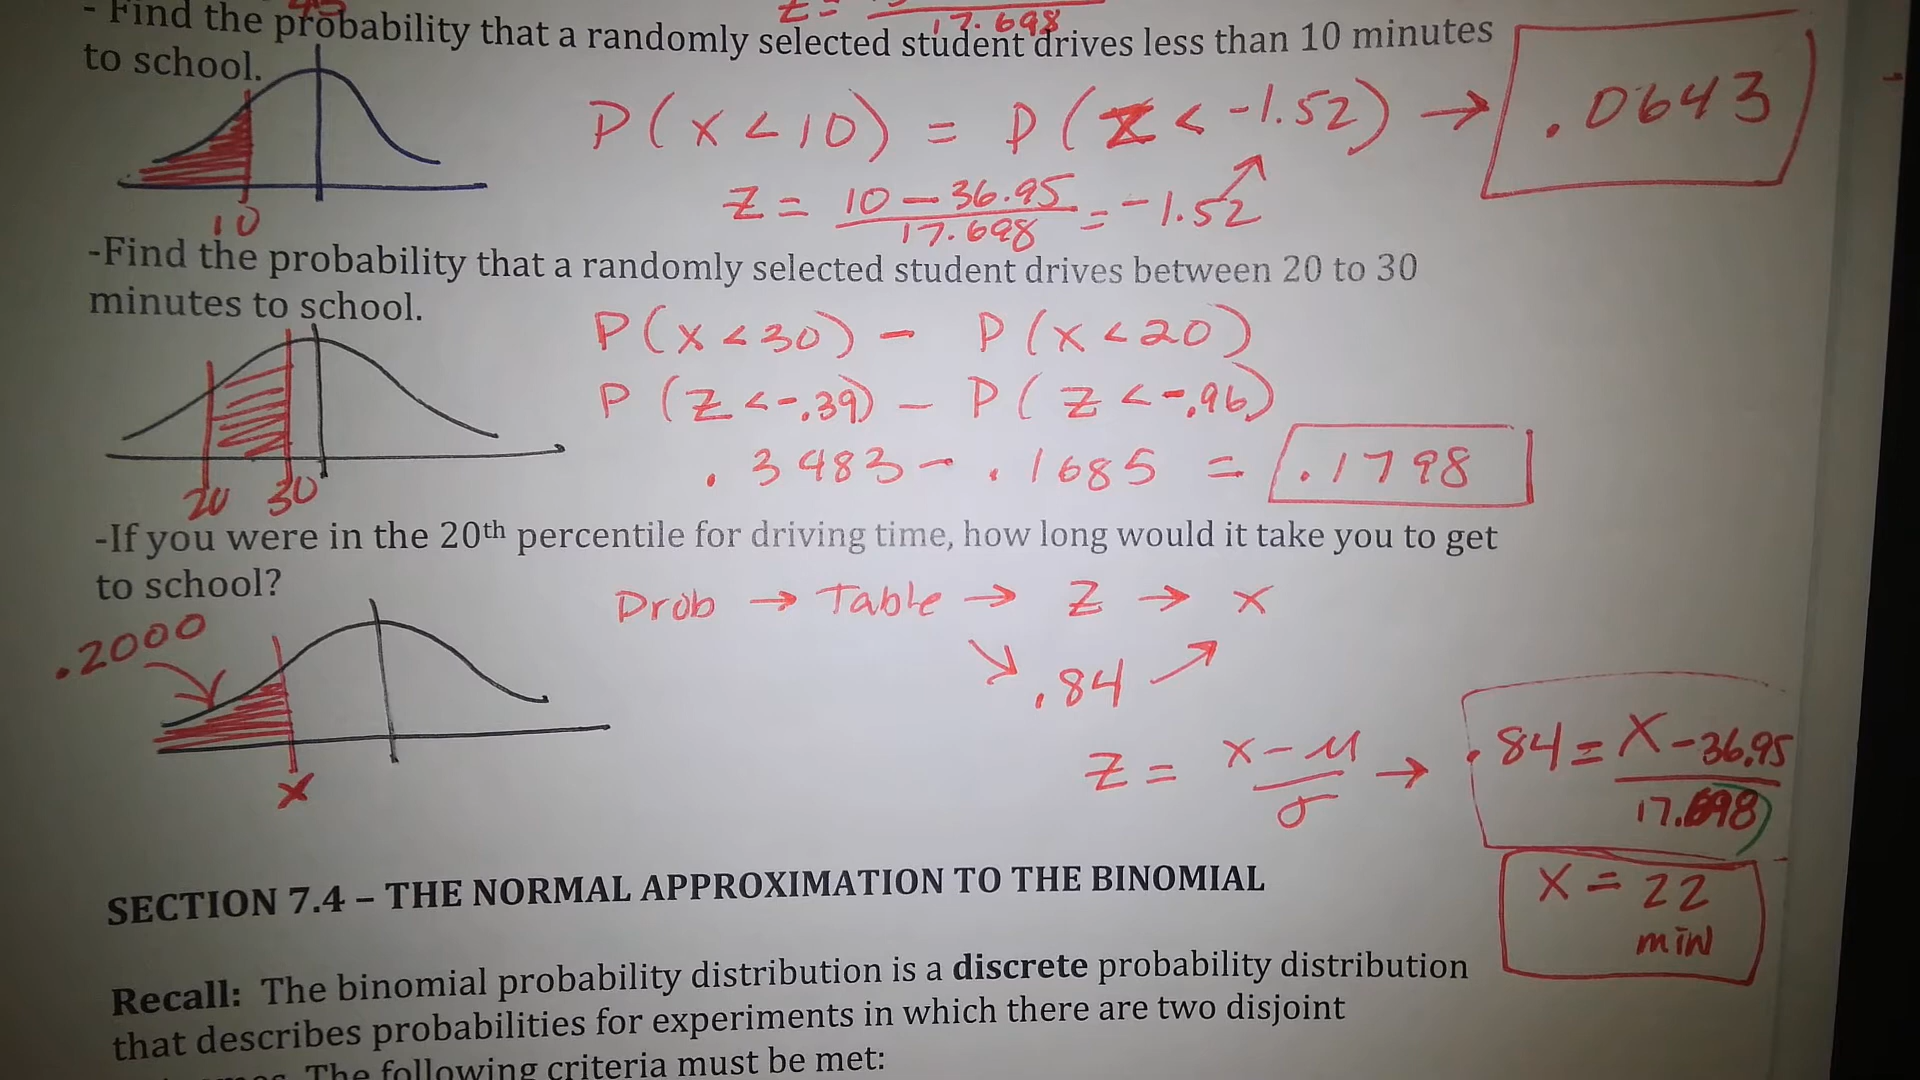 - Find the probability that a randomly selected student drives less than 10 minutes
Z = 17.698
to school.
P(X < 10) = P(Z < -1.52) → .0643
Z = 10 - 36.95 / 17.698 = -1.52
10
-Find the probability that a randomly selected student drives between 20 to 30
minutes to school.
P(X < 30) - P(X < 20)
P(Z < -.39) - P(Z < -.96)
.3483 - .1685 = .1798
20 30
-If you were in the 20th percentile for driving time, how long would it take you to get
to school?
.2000
Prob → Table → Z → X
.84
Z = X - μ / σ → .84 = X - 36.95 / 17.698
X
X = 22
min
SECTION 7.4 – THE NORMAL APPROXIMATION TO THE BINOMIAL
Recall: The binomial probability distribution is a discrete probability distribution
that describes probabilities for experiments in which there are two disjoint
The following criteria must be met: